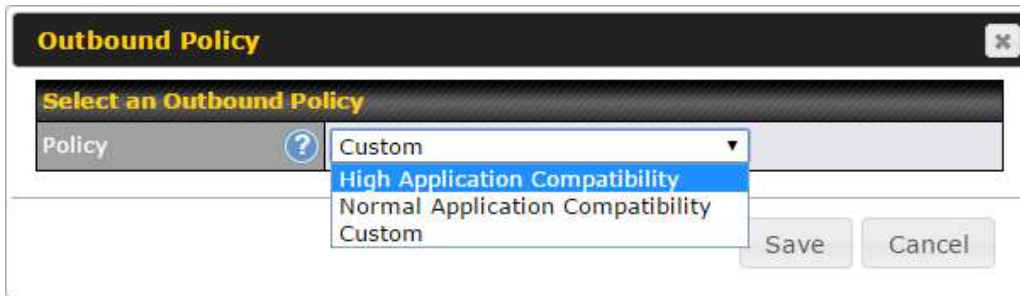 Outbound Policy
Select an Outbound Policy
Policy ? Custom
High Application Compatibility
Normal Application Compatibility
Custom
Save Cancel